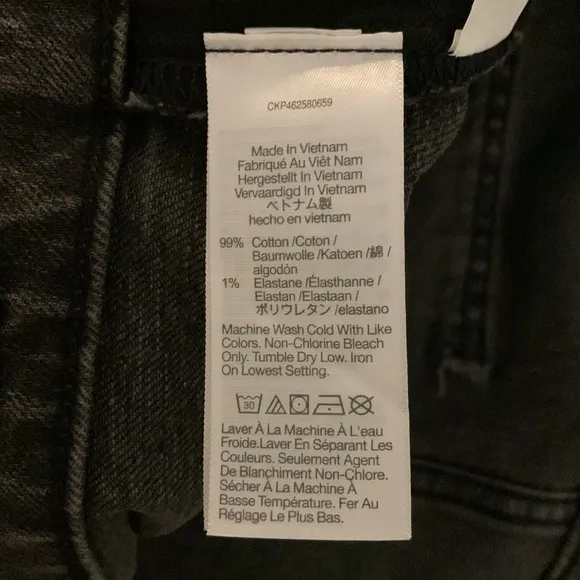 CKP462580659
Made In Vietnam
Fabriqué Au Viêt Nam
Hergestellt In Vietnam
Vervaardigd In Vietnam
ベトナム製
hecho en vietnam
99% Cotton /Coton /
Baumwolle /Katoen /綿 /
algodón
1% Elastane /Élasthanne /
Elastan /Elastaan /
ポリウレタン /elastano
Machine Wash Cold With Like
Colors. Non-Chlorine Bleach
Only. Tumble Dry Low. Iron
On Lowest Setting.
30
Laver À La Machine À L'eau
Froide.Laver En Séparant Les
Couleurs. Seulement Agent
De Blanchiment Non-Chlore.
Sécher À La Machine À
Basse Température. Fer Au
Réglage Le Plus Bas.